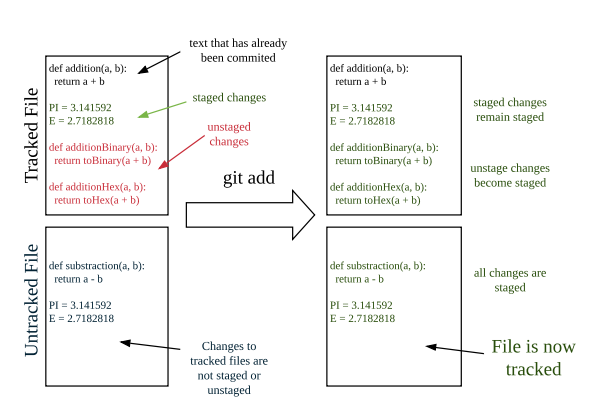 text that has already
been commited
Tracked File
def addition(a, b):
return a + b
PI = 3.141592
E = 2.7182818
def additionBinary(a, b):
return toBinary(a + b)
def additionHex(a, b):
return toHex(a + b)
staged changes
unstaged
changes
git add
def addition(a, b):
return a + b
PI = 3.141592
E = 2.7182818
def additionBinary(a, b):
return toBinary(a + b)
def additionHex(a, b):
return toHex(a + b)
staged changes
remain staged
unstage changes
become staged
Untracked File
def substraction(a, b):
return a - b
PI = 3.141592
E = 2.7182818
Changes to
tracked files are
not staged or
unstaged
def substraction(a, b):
return a - b
PI = 3.141592
E = 2.7182818
all changes are
staged
File is now
tracked